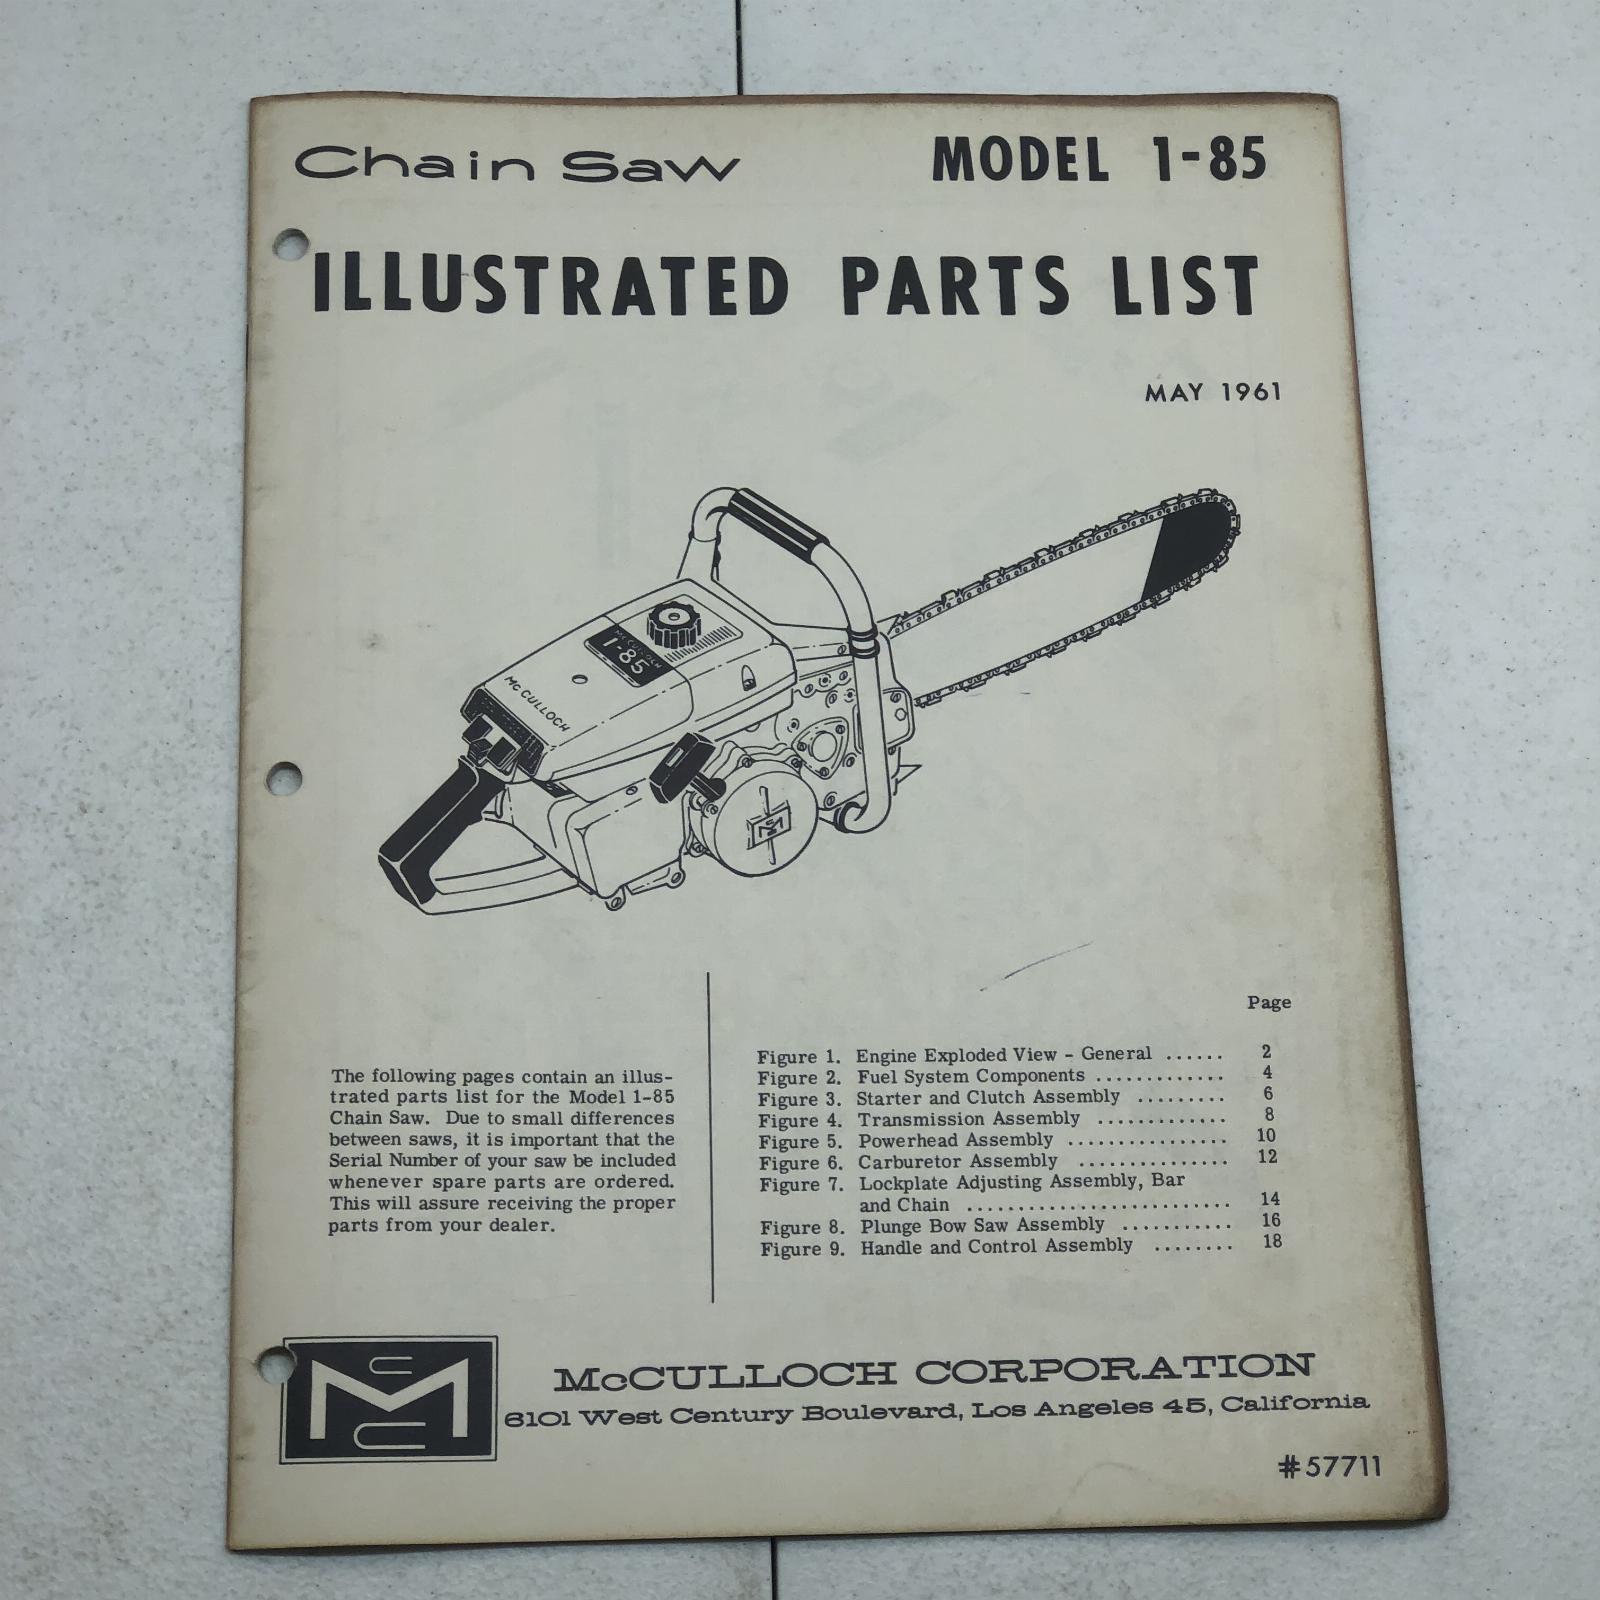 Chain Saw MODEL 1-85
ILLUSTRATED PARTS LIST
MAY 1961
McCULLOCH
1-85
McCULLOCH
Page
Figure 1. Engine Exploded View - General ...... 2
Figure 2. Fuel System Components ............. 4
Figure 3. Starter and Clutch Assembly ......... 6
Figure 4. Transmission Assembly ............. 8
Figure 5. Powerhead Assembly ................ 10
Figure 6. Carburetor Assembly ............... 12
Figure 7. Lockplate Adjusting Assembly, Bar
and Chain .......................... 14
Figure 8. Plunge Bow Saw Assembly ........... 16
Figure 9. Handle and Control Assembly ........ 18
The following pages contain an illus-
trated parts list for the Model 1-85
Chain Saw. Due to small differences
between saws, it is important that the
Serial Number of your saw be included
whenever spare parts are ordered.
This will assure receiving the proper
parts from your dealer.
McCULLOCH CORPORATION
6101 West Century Boulevard, Los Angeles 45, California
#57711